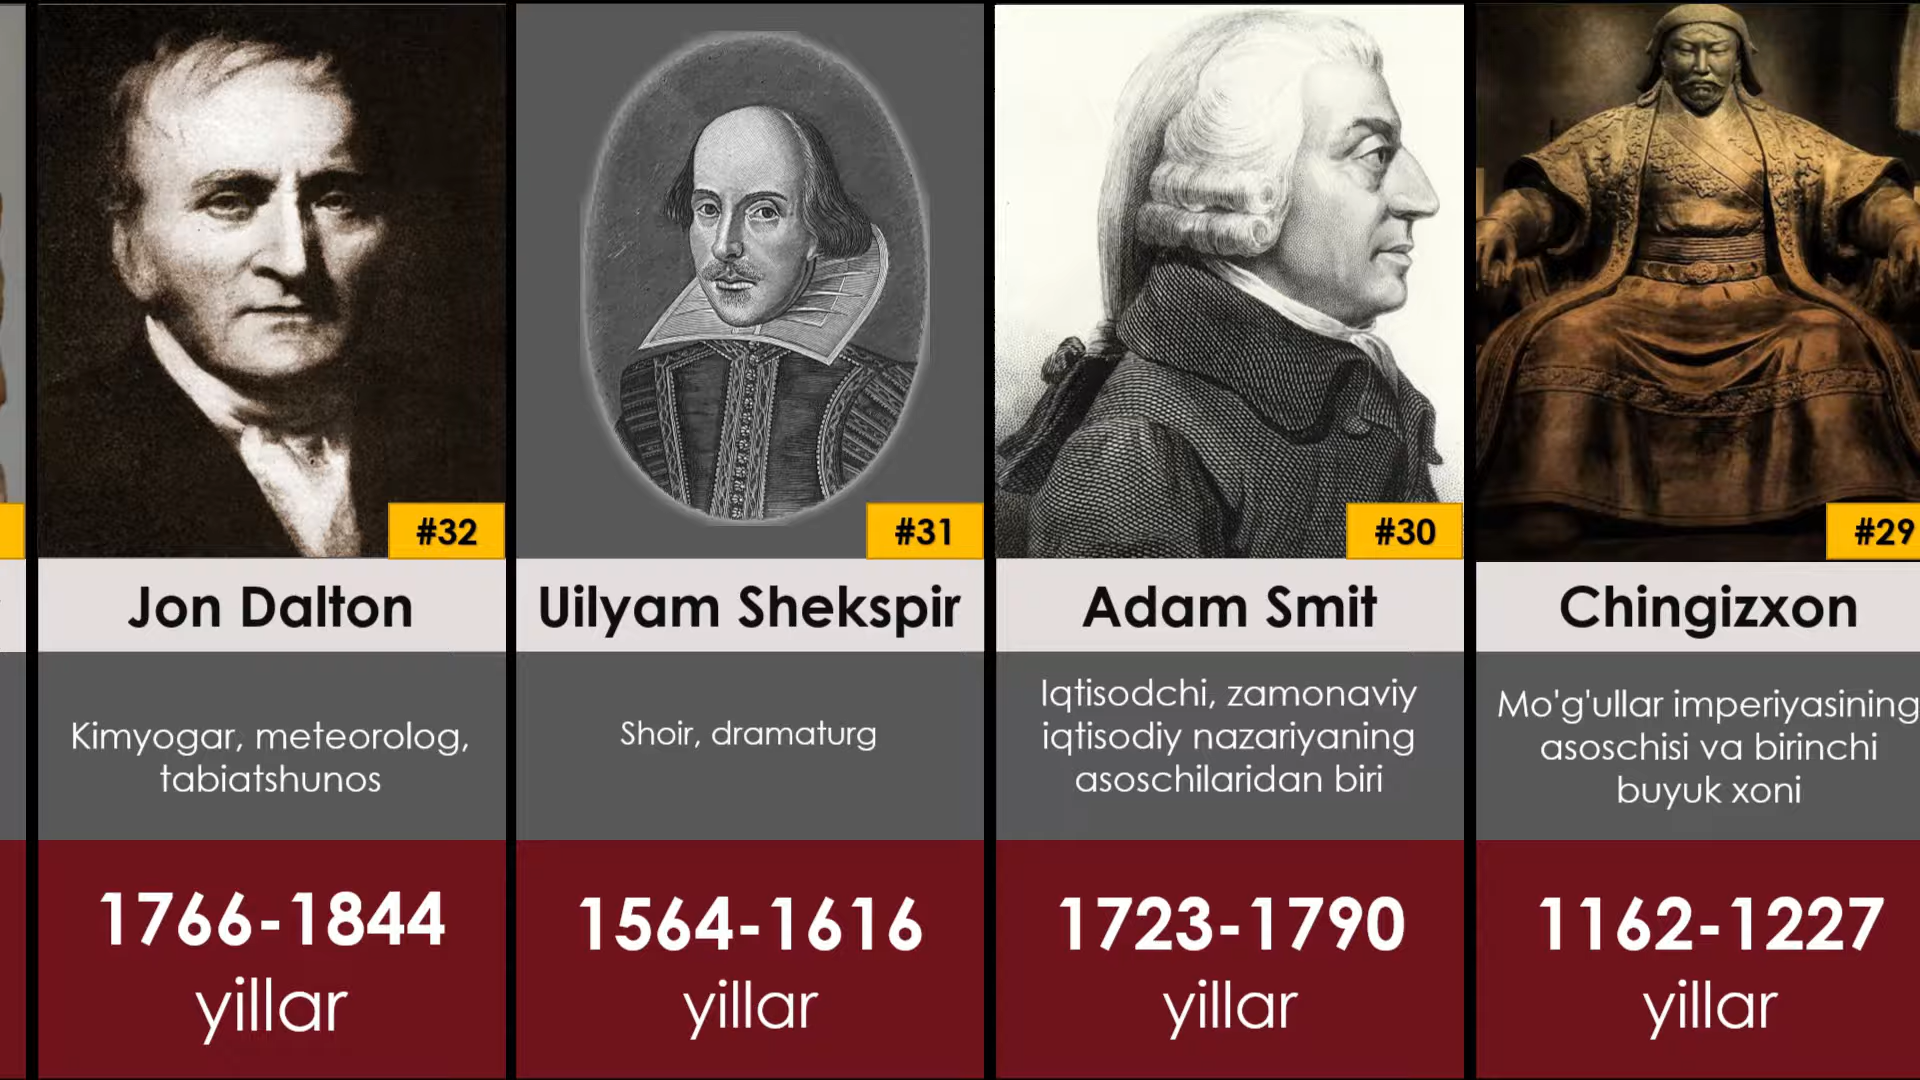 #32
Jon Dalton
Kimyogar, meteorolog,
tabiatshunos
1766-1844
yillar
#31
Uilyam Shekspir
Shoir, dramaturg
1564-1616
yillar
#30
Adam Smit
Iqtisodchi, zamonaviy
iqtisodiy nazariyaning
asoschilaridan biri
1723-1790
yillar
#29
Chingizxon
Mo'g'ullar imperiyasining
asoschisi va birinchi
buyuk xoni
1162-1227
yillar